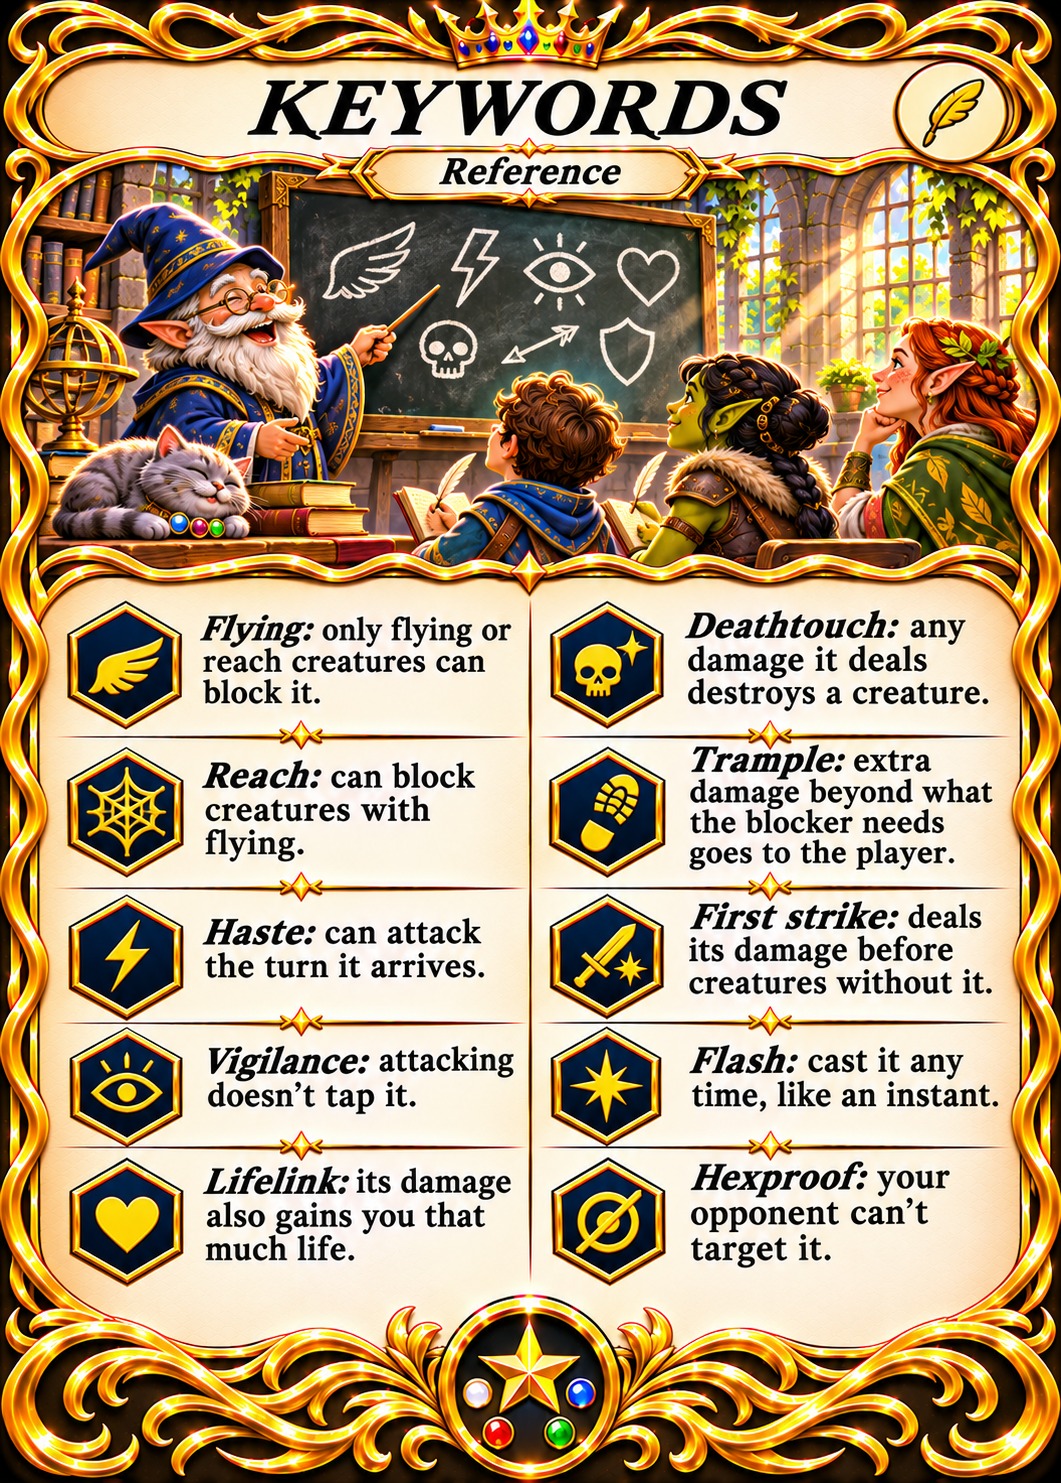 KEYWORDS
Reference
Flying: only flying or
reach creatures can
block it.
Reach: can block
creatures with
flying.
Haste: can attack
the turn it arrives.
Vigilance: attacking
doesn't tap it.
Lifelink: its damage
also gains you that
much life.
Deathtouch: any
damage it deals
destroys a creature.
Trample: extra
damage beyond what
the blocker needs
goes to the player.
First strike: deals
its damage before
creatures without it.
Flash: cast it any
time, like an instant.
Hexproof: your
opponent can't
target it.